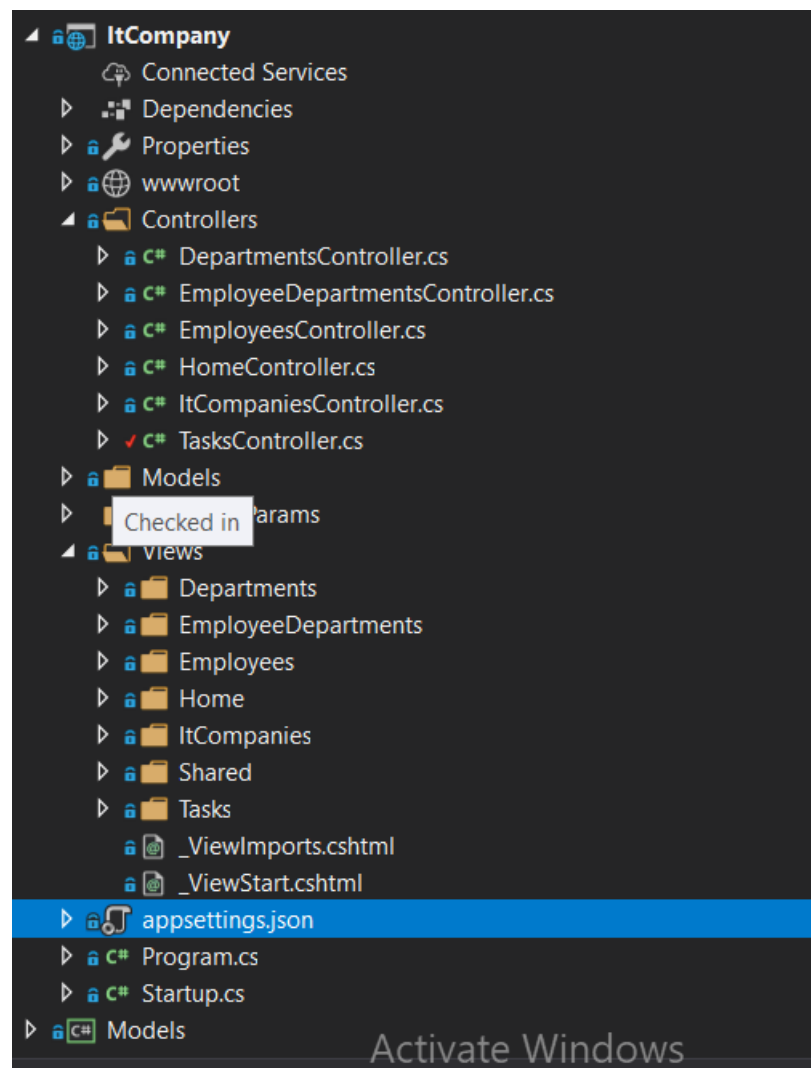 ItCompany
Connected Services
Dependencies
Properties
wwwroot
Controllers
C# DepartmentsController.cs
C# EmployeeDepartmentsController.cs
C# EmployeesController.cs
C# HomeController.cs
C# ItCompaniesController.cs
C# TasksController.cs
Models
Checked in
Params
Views
Departments
EmployeeDepartments
Employees
Home
ItCompanies
Shared
Tasks
_ViewImports.cshtml
_ViewStart.cshtml
appsettings.json
C# Program.cs
C# Startup.cs
C# Models
Activate Windows